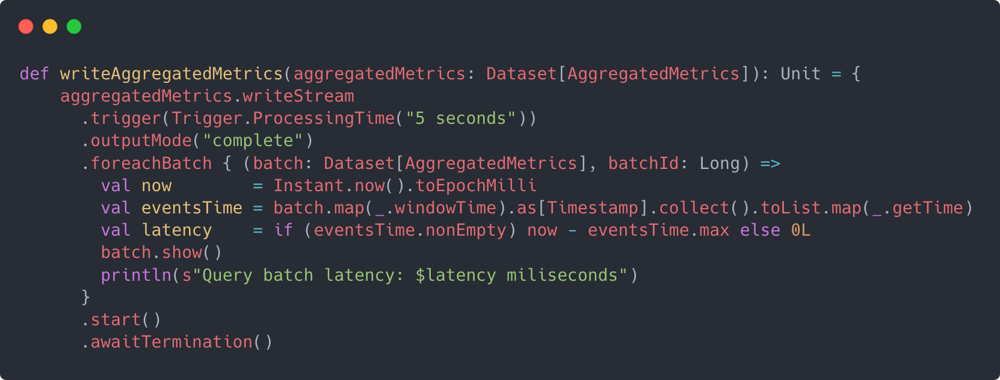 def writeAggregatedMetrics(aggregatedMetrics: Dataset[AggregatedMetrics]): Unit = {
    aggregatedMetrics.writeStream
      .trigger(Trigger.ProcessingTime("5 seconds"))
      .outputMode("complete")
      .foreachBatch { (batch: Dataset[AggregatedMetrics], batchId: Long) =>
        val now        = Instant.now().toEpochMilli
        val eventsTime = batch.map(_.windowTime).as[Timestamp].collect().toList.map(_.getTime)
        val latency    = if (eventsTime.nonEmpty) now - eventsTime.max else 0L
        batch.show()
        println(s"Query batch latency: $latency miliseconds")
      }
      .start()
      .awaitTermination()